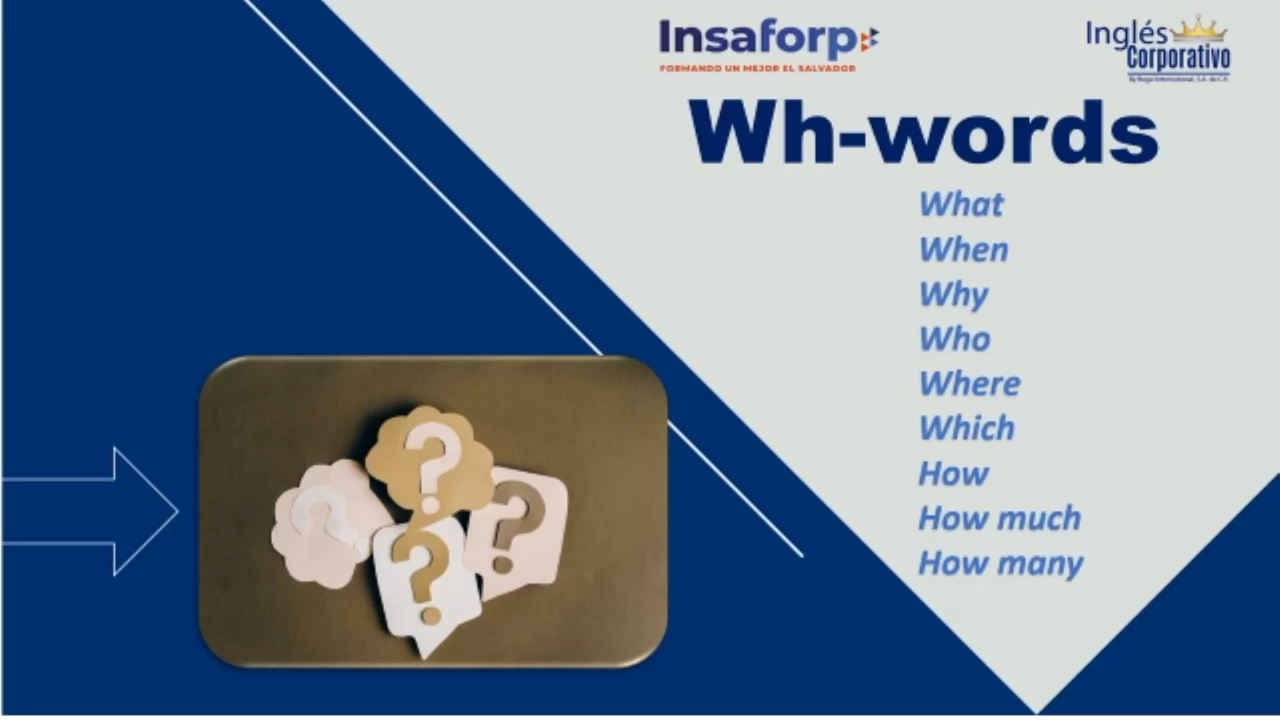 Insaforp
FORMANDO UN MEJOR EL SALVADOR
Inglés
Corporativo
Wh-words
What
When
Why
Who
Where
Which
How
How much
How many